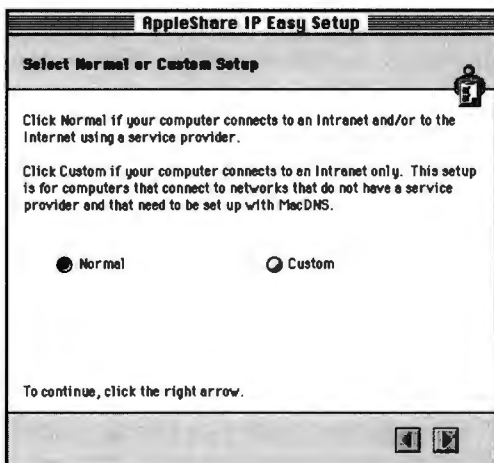 AppleShare IP Easy Setup
Select Normal or Custom Setup
Click Normal if your computer connects to an Intranet and/or to the
Internet using a service provider.
Click Custom if your computer connects to an Intranet only. This setup
is for computers that connect to networks that do not have a service
provider and that need to be set up with MacDNS.
Normal Custom
To continue, click the right arrow.